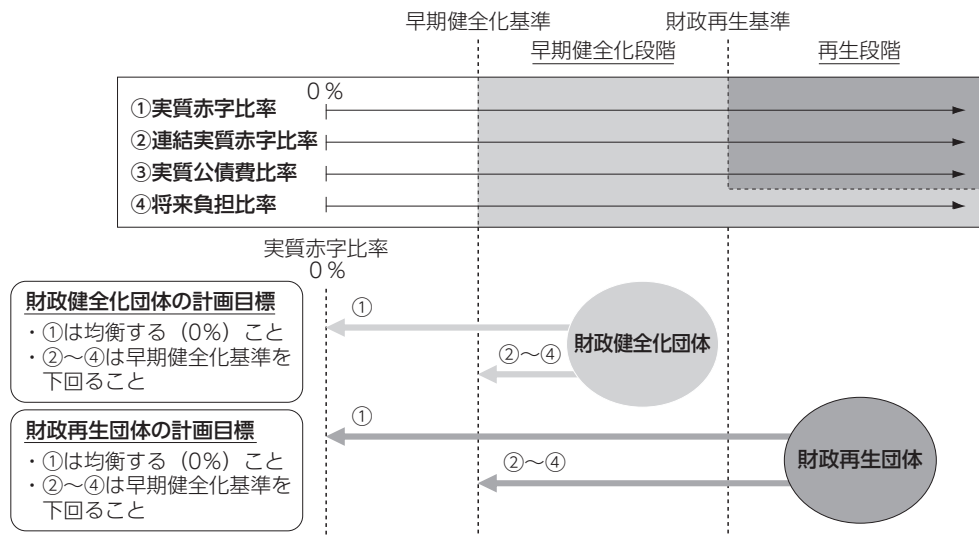 早期健全化基準 財政再生基準
早期健全化段階 再生段階
0%
①実質赤字比率
②連結実質赤字比率
③実質公債費比率
④将来負担比率
実質赤字比率
0%
財政健全化団体の計画目標
・①は均衡する（0%）こと
・②～④は早期健全化基準を
下回ること
①
②～④
財政健全化団体
財政再生団体の計画目標
・①は均衡する（0%）こと
・②～④は早期健全化基準を
下回ること
①
②～④
財政再生団体